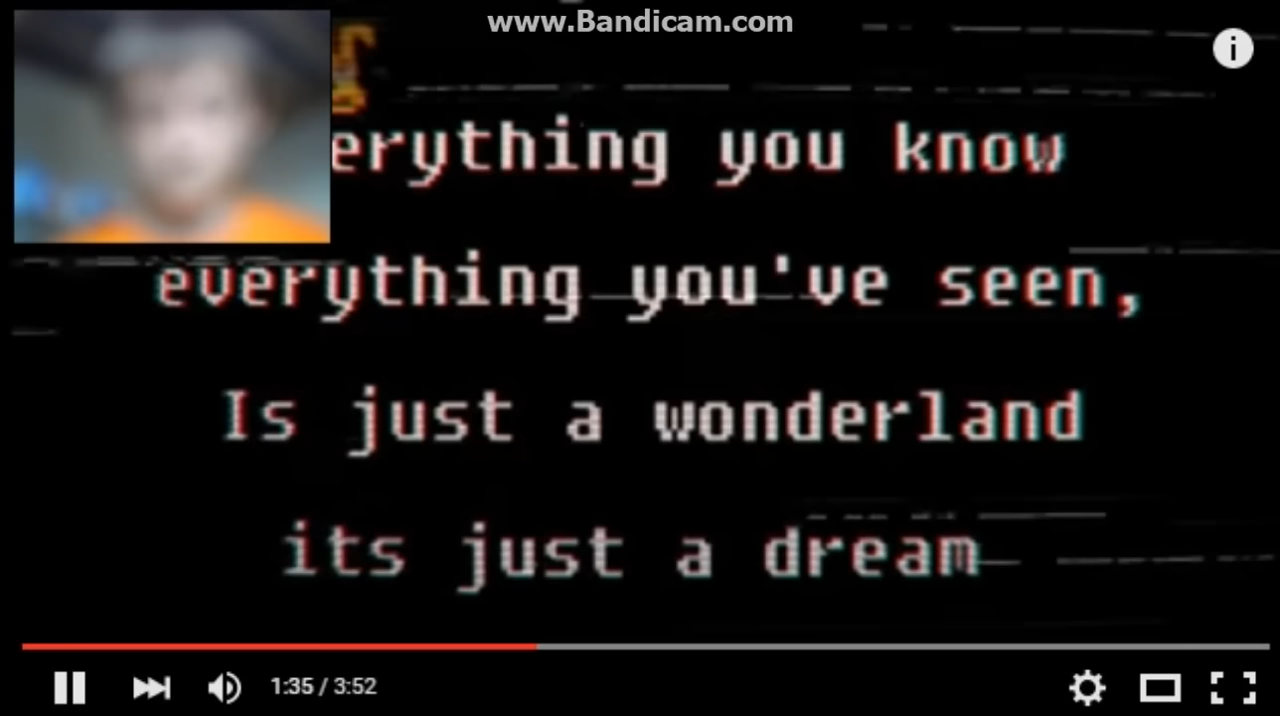 www.Bandicam.com
erything you know
everything you've seen,
Is just a wonderland
its just a dream
1:35 / 3:52